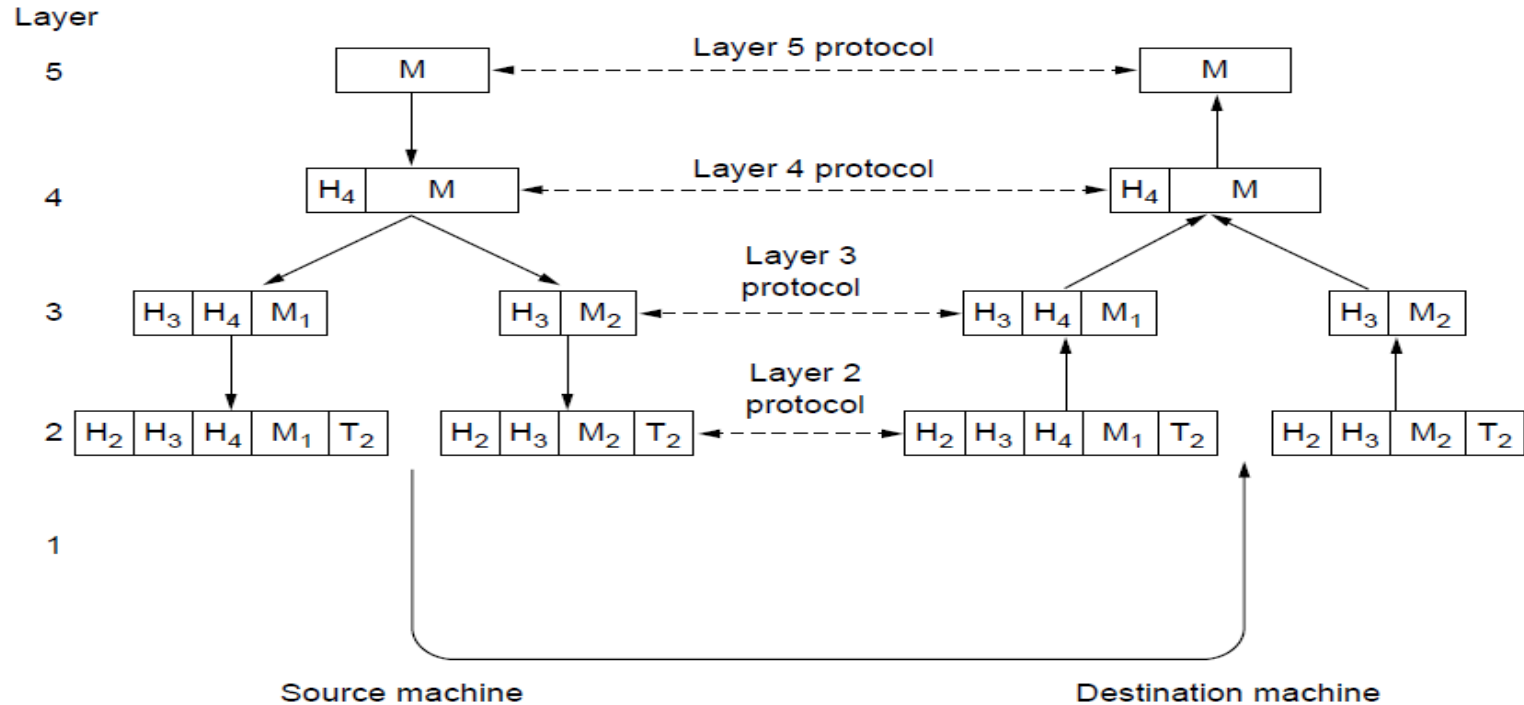 Layer
5 M Layer 5 protocol M
4 H₄ M Layer 4 protocol H₄ M
Layer 3
protocol
3 H₃ H₄ M₁ H₃ M₂ H₃ H₄ M₁ H₃ M₂
Layer 2
protocol
2 H₂ H₃ H₄ M₁ T₂ H₂ H₃ M₂ T₂ H₂ H₃ H₄ M₁ T₂ H₂ H₃ M₂ T₂
1
Source machine Destination machine